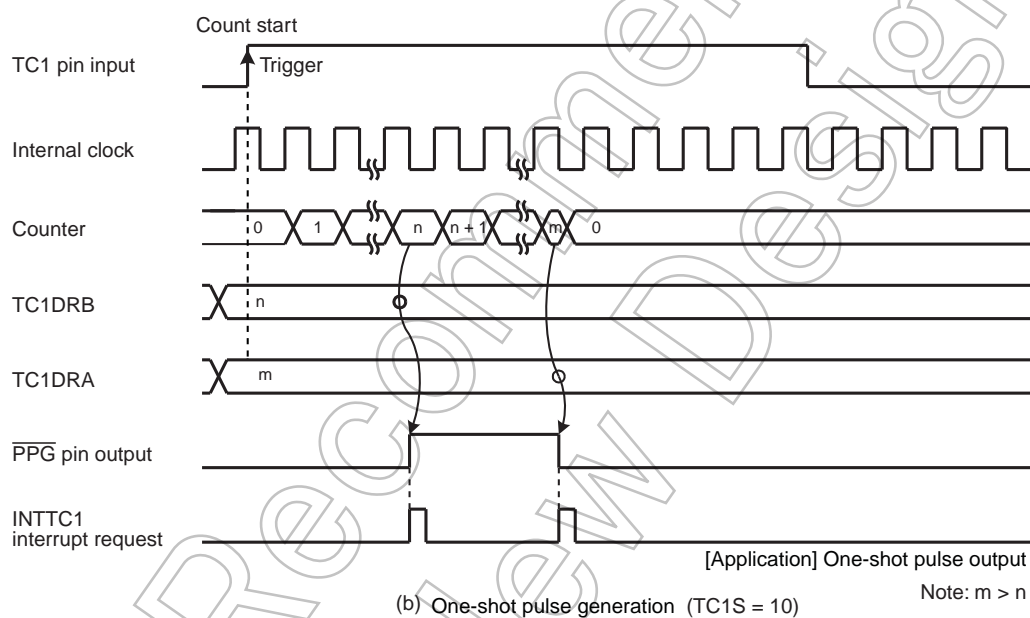 Count start
TC1 pin input
Trigger
Internal clock
Counter
0 1 n n + 1 m 0
TC1DRB
n
TC1DRA
m
PPG pin output
INTTC1
interrupt request
[Application] One-shot pulse output
Note: m > n
(b) One-shot pulse generation (TC1S = 10)